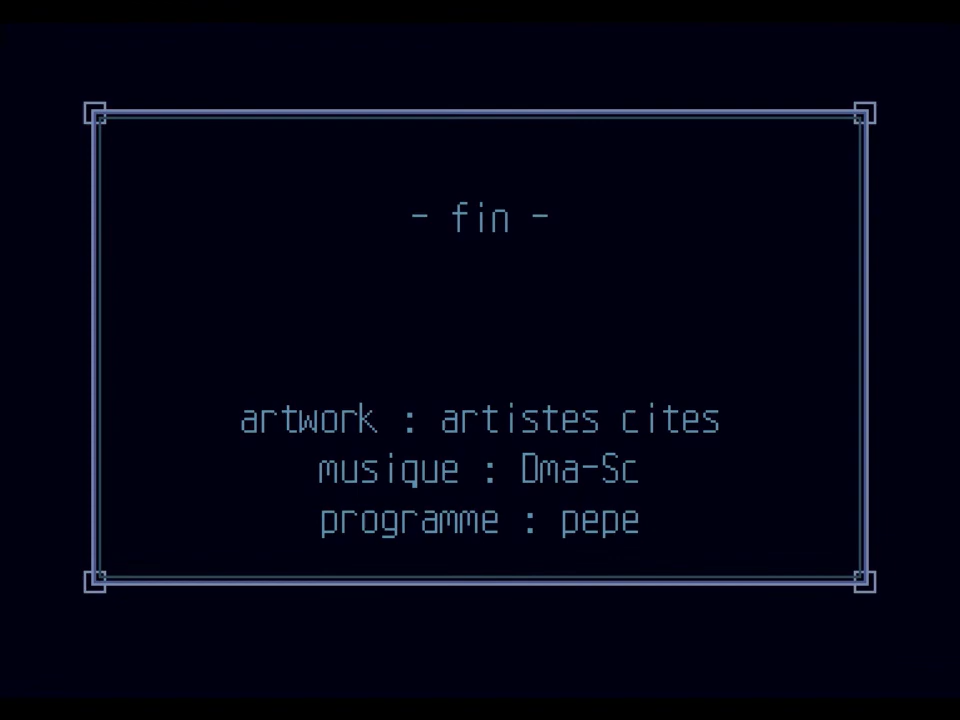 - fin -
artwork : artistes cites
musique : Dma-Sc
programme : pepe